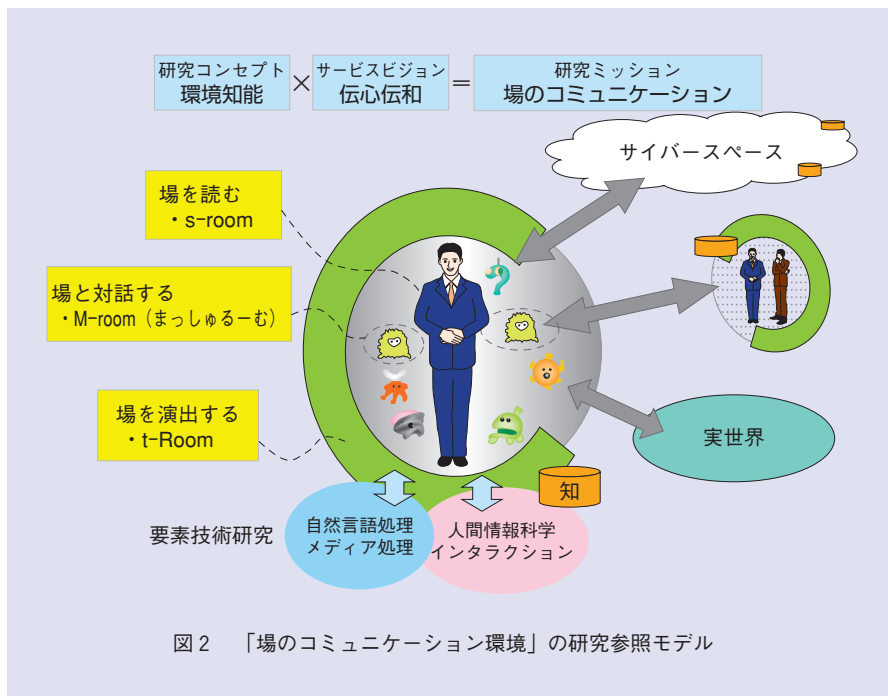 研究コンセプト
環境知能
×
サービスビジョン
伝心伝和
=
研究ミッション
場のコミュニケーション
サイバースペース
場を読む
・s-room
場と対話する
・M-room（まっしゅるーむ）
場を演出する
・t-Room
実世界
知
要素技術研究
自然言語処理
メディア処理
人間情報科学
インタラクション
図2 「場のコミュニケーション環境」の研究参照モデル